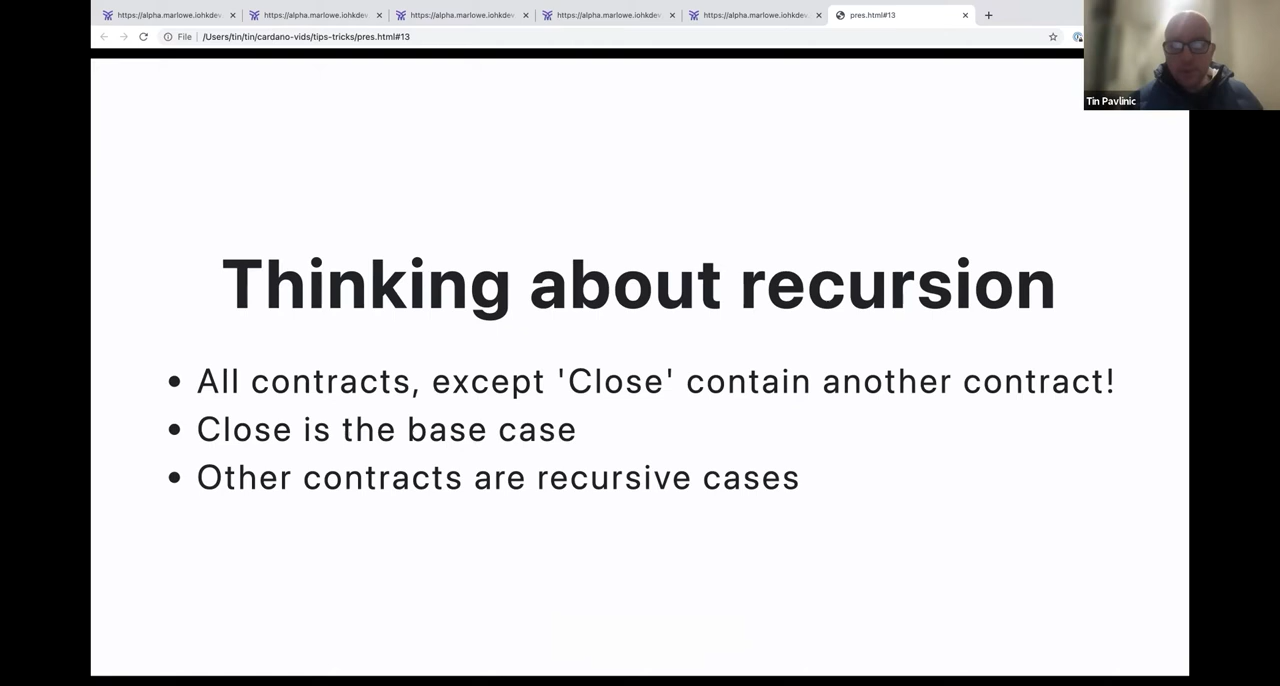 https://alpha.marlowe.iohkdev
https://alpha.marlowe.iohkdev
https://alpha.marlowe.iohkdev
https://alpha.marlowe.iohkdev
https://alpha.marlowe.iohkdev.
pres.html#13
File
/Users/tin/tin/cardano-vids/tips-tricks/pres.html#13
Tin Pavlinic
Thinking about recursion
• All contracts, except 'Close' contain another contract!
• Close is the base case
• Other contracts are recursive cases